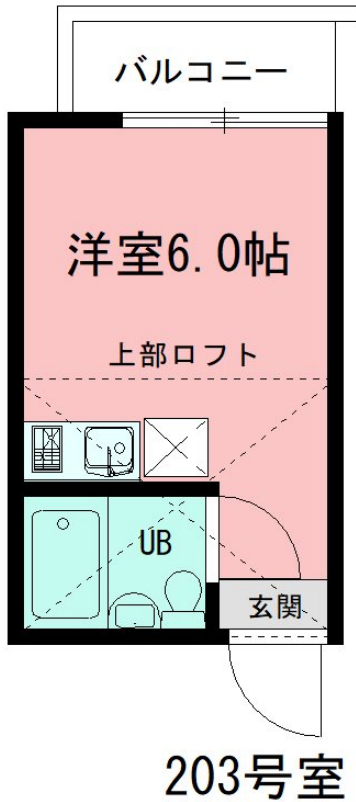 バルコニー
洋室6.0帖
上部ロフト
UB
玄関
203号室